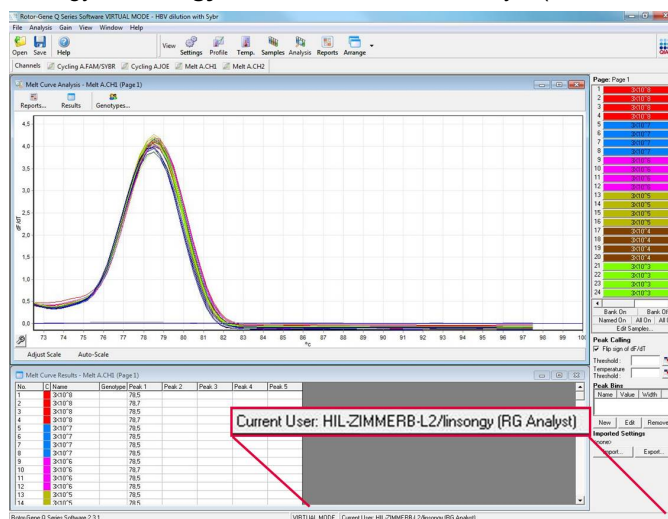 Rotor-Gene Q Series Software VIRTUAL MODE - HBV dilution with Sybr
File Analysis Gain View Window Help
Open Save Help View Settings Profile Temp. Samples Analysis Reports Arrange
Channels Cycling A.FAM/SYBR Cycling A.JOE Melt A.CH1 Melt A.CH2
Melt Curve Analysis - Melt A.CH1 (Page 1)
Reports... Results Genotypes...
4,5
4,0
3,5
3,0
2,5
2,0
1,5
1,0
0,5
0,0
dF/dT
73 74 75 76 77 78 79 80 81 82 83 84 85 86 87 88 89 90 91 92 93 94 95 96 97 98 99
°C
Adjust Scale Auto-Scale
Melt Curve Results - Melt A.CH1 (Page 1)
No. C Name Genotype Peak 1 Peak 2 Peak 3 Peak 4 Peak 5
1 3X10^8 78,5
2 3X10^8 78,7
3 3X10^8 78,5
4 3X10^8 78,7
5 3X10^7 78,5
6 3X10^7 78,5
7 3X10^7 78,5
8 3X10^7 78,5
9 3X10^6 78,5
10 3X10^6 78,7
11 3X10^6 78,5
12 3X10^6 78,5
13 3X10^5 78,5
14 3X10^5 78,5
Current User: HIL-ZIMMERB-L2/linsongy (RG Analyst)
Page: Page 1
1 3X10^8
2 3X10^8
3 3X10^8
4 3X10^8
5 3X10^7
6 3X10^7
7 3X10^7
8 3X10^7
9 3X10^6
10 3X10^6
11 3X10^6
12 3X10^6
13 3X10^5
14 3X10^5
15 3X10^5
16 3X10^5
17 3X10^4
18 3X10^4
19 3X10^4
20 3X10^4
21 3X10^3
22 3X10^3
23 3X10^3
24 3X10^3
Bank On Bank Of
Named On All On All
Edit Samples...
Peak Calling
Flip sign of dF/dT
Threshold:
Temperature
Threshold:
Peak Bins
Name Value Width
New Edit Remove
Imported Settings
(none)
Import... Export...
Rotor-Gene Q Series Software 2.3.1 VIRTUAL MODE Current User: HIL-ZIMMERB-L2/linsongy (RG Analyst)